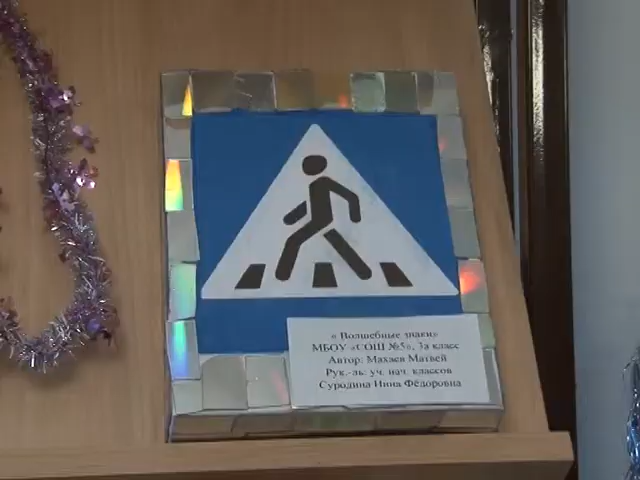 « Волшебные знаки»
МБОУ «СОШ №5», 3а класс
Автор: Махаев Матвей
Рук.-ль: уч. нач. классов
Суродина Инна Фёдоровна